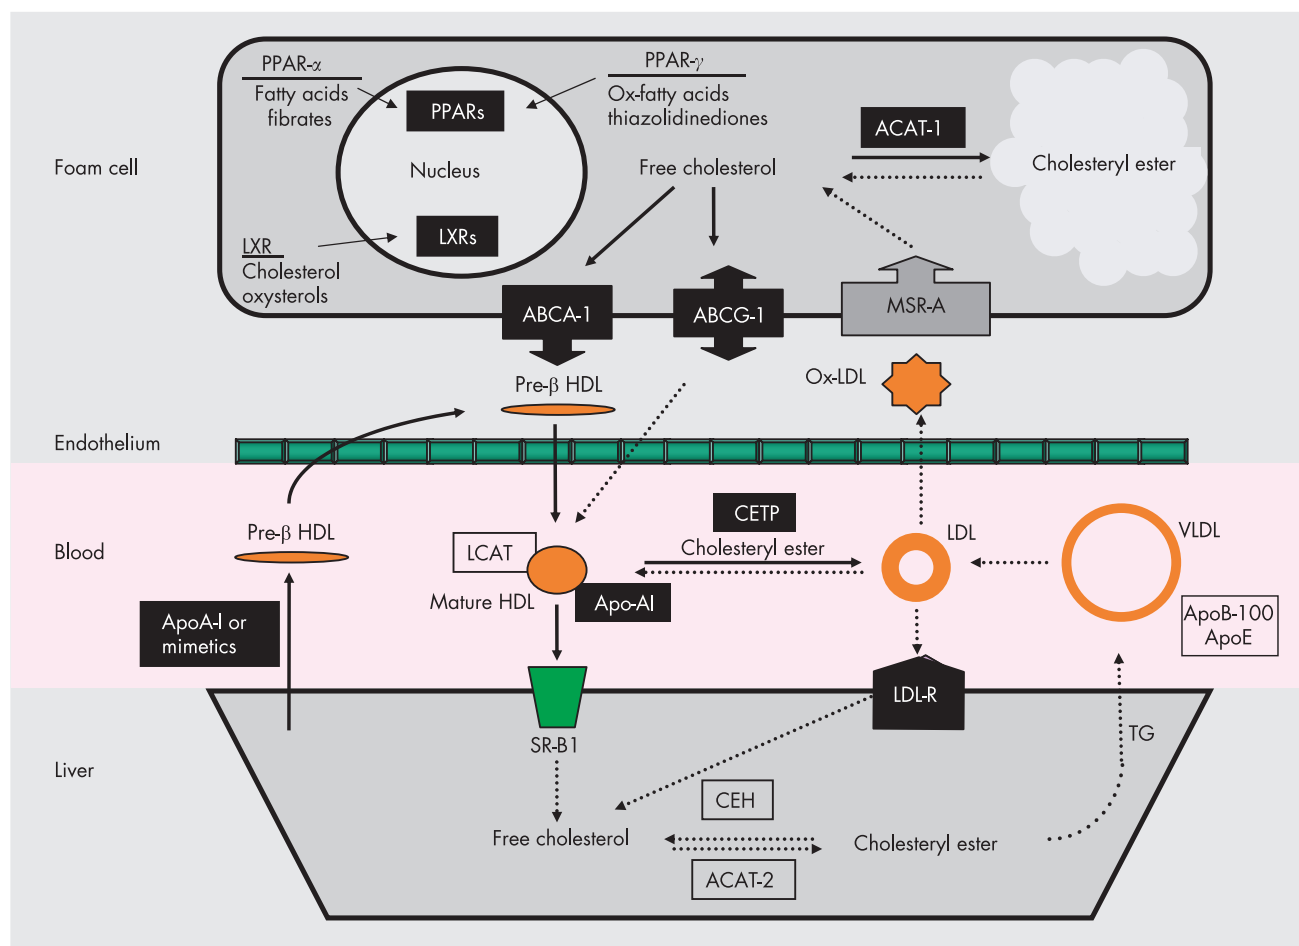 PPAR-α
Fatty acids
fibrates
PPARs
PPAR-γ
Ox-fatty acids
thiazolidinediones
ACAT-1
Foam cell
Nucleus
Free cholesterol
Cholesteryl ester
LXRs
LXR
Cholesterol
oxysterols
ABCA-1
ABCG-1
MSR-A
Pre-β HDL
Ox-LDL
Endothelium
Blood
Pre-β HDL
LCAT
CETP
Cholesteryl ester
LDL
VLDL
Mature HDL
Apo-AI
ApoA-I or
mimetics
ApoB-100
ApoE
LDL-R
SR-B1
TG
Liver
CEH
Free cholesterol
Cholesteryl ester
ACAT-2